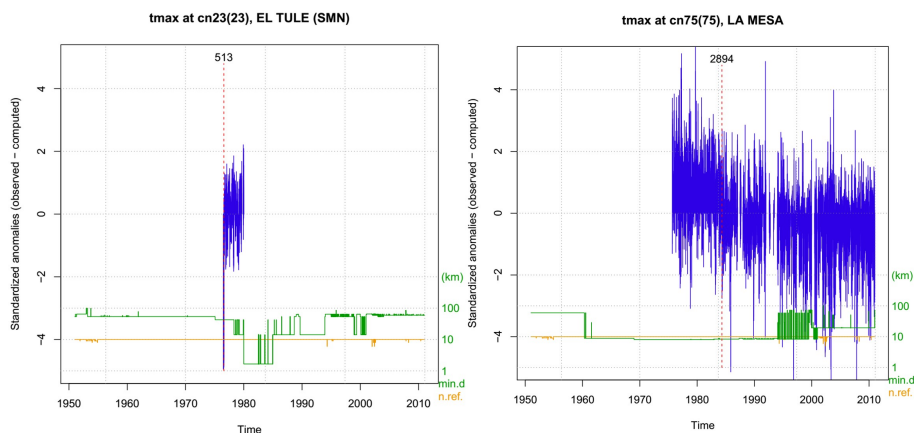 tmax at cn23(23), EL TULE (SMN)
513
Standardized anomalies (observed − computed)
4
2
0
−2
−4
(km)
100
10
1
min.d
n.ref.
1950 1960 1970 1980 1990 2000 2010
Time
tmax at cn75(75), LA MESA
2894
Standardized anomalies (observed − computed)
4
2
0
−2
−4
(km)
100
10
1
min.d
n.ref.
1950 1960 1970 1980 1990 2000 2010
Time